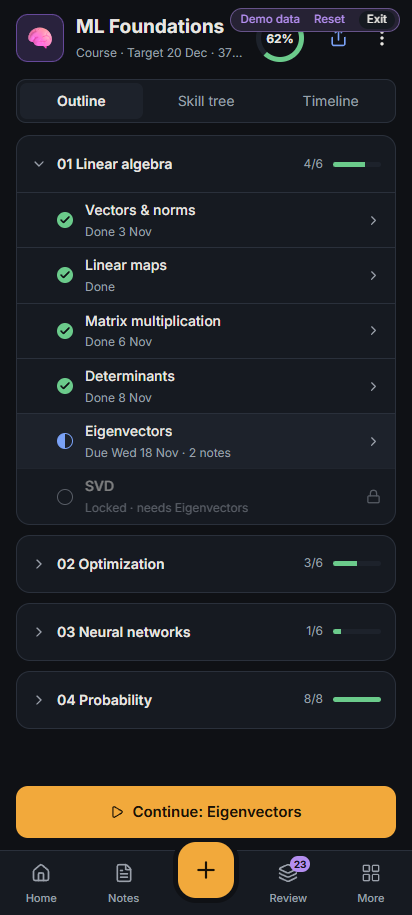 Demo data Reset Exit
ML Foundations
Course · Target 20 Dec · 37...
62%
Outline Skill tree Timeline
01 Linear algebra 4/6
Vectors & norms
Done 3 Nov
Linear maps
Done
Matrix multiplication
Done 6 Nov
Determinants
Done 8 Nov
Eigenvectors
Due Wed 18 Nov · 2 notes
SVD
Locked · needs Eigenvectors
02 Optimization 3/6
03 Neural networks 1/6
04 Probability 8/8
Continue: Eigenvectors
23
Home Notes Review More